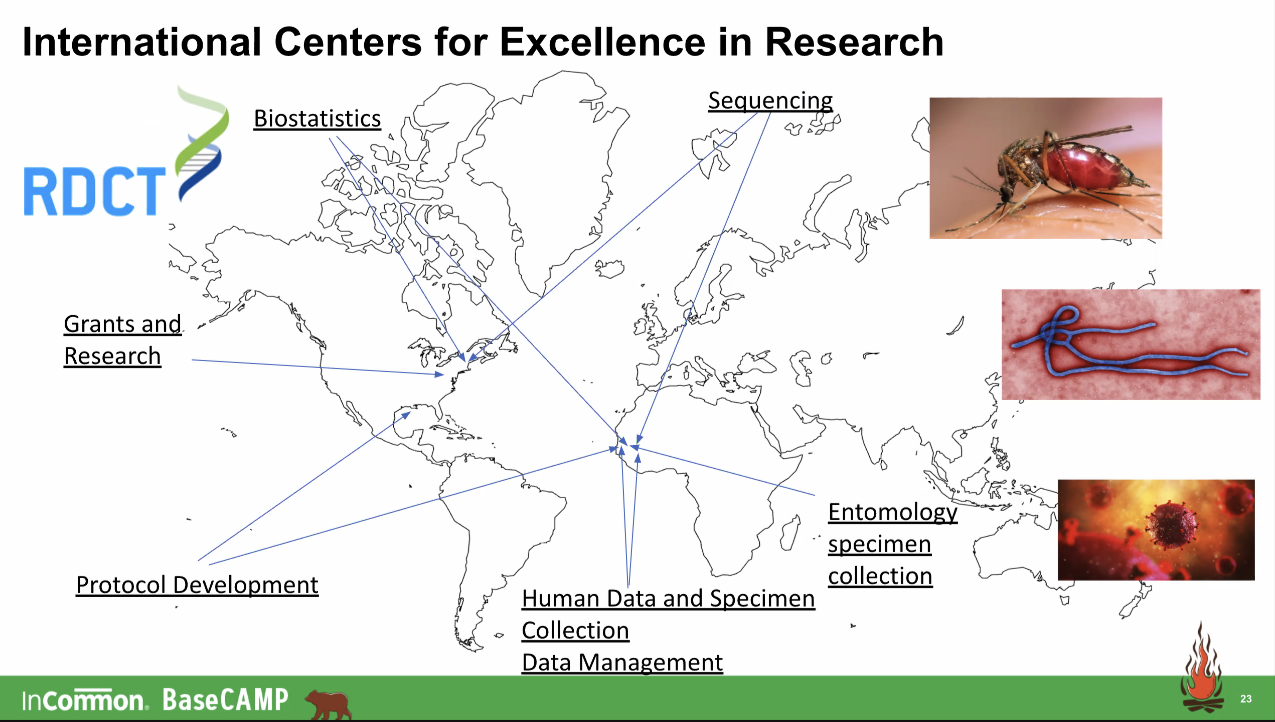 International Centers for Excellence in Research
RDCT
Biostatistics
Sequencing
Grants and
Research
Protocol Development
Human Data and Specimen
Collection
Data Management
Entomology
specimen
collection
InCommon® BaseCAMP
23